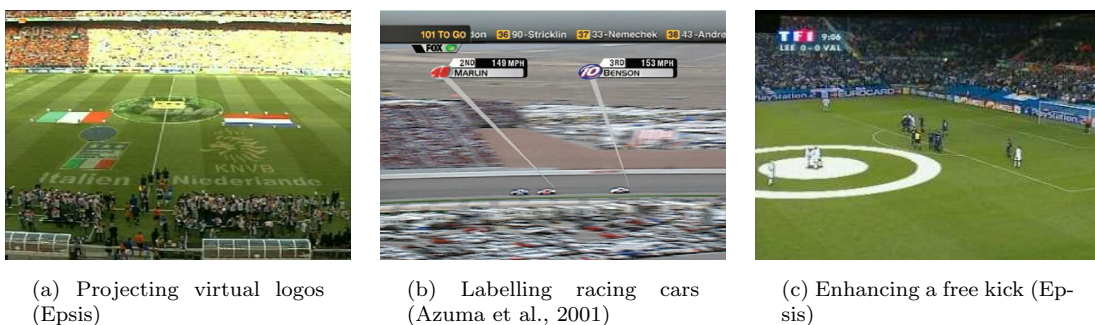 KNVB
Italien Niederlande
101 TO GO don 36 90-Stricklin 37 33-Nemechek 38 43-Andre
FOX
2ND 149 MPH
MARLIN
3RD 153 MPH
10 BENSON
TF1 9:06
LEE 0-0 VAL
PlayStation EUROCARD
PlayStation
(a) Projecting virtual logos
(Epsis)
(b) Labelling racing cars
(Azuma et al., 2001)
(c) Enhancing a free kick (Ep-
sis)